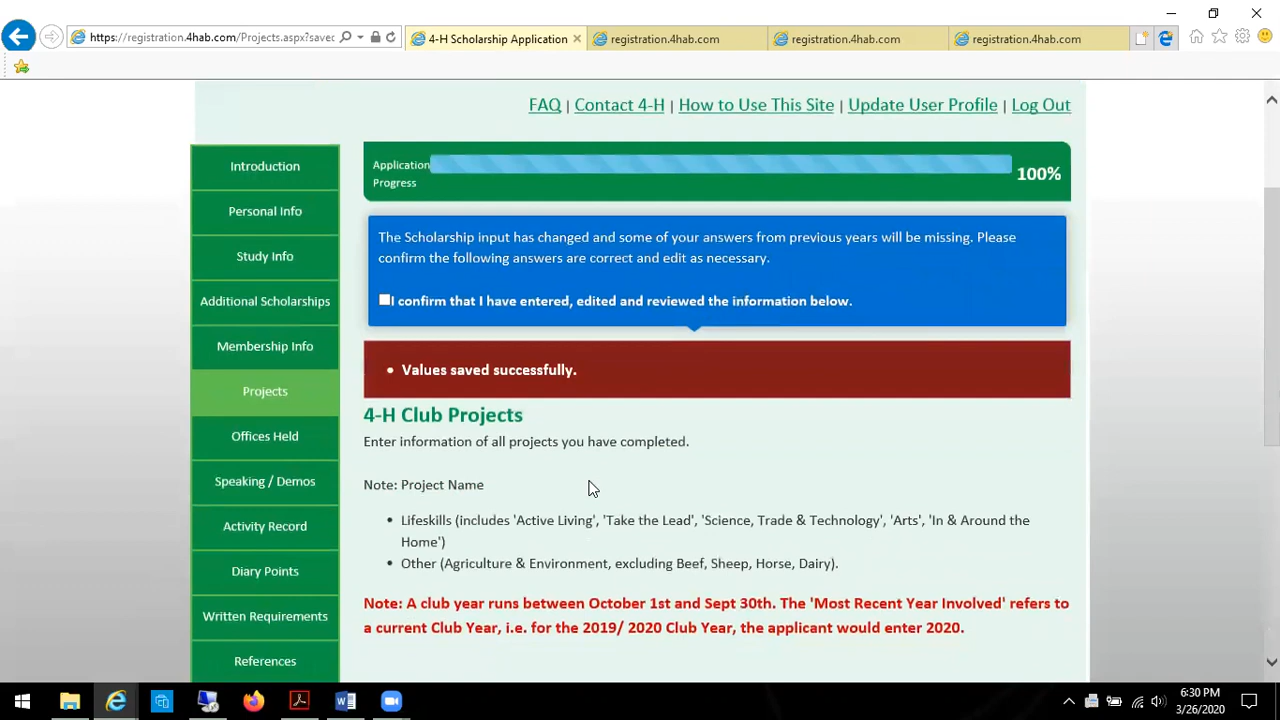 https://registration.4hab.com/Projects.aspx?saved
4-H Scholarship Application
registration.4hab.com
registration.4hab.com
registration.4hab.com
FAQ | Contact 4-H | How to Use This Site | Update User Profile | Log Out
Introduction
Personal Info
Study Info
Additional Scholarships
Membership Info
Projects
Offices Held
Speaking / Demos
Activity Record
Diary Points
Written Requirements
References
Application
Progress
100%
The Scholarship input has changed and some of your answers from previous years will be missing. Please
confirm the following answers are correct and edit as necessary.
I confirm that I have entered, edited and reviewed the information below.
• Values saved successfully.
4-H Club Projects
Enter information of all projects you have completed.
Note: Project Name
• Lifeskills (includes 'Active Living', 'Take the Lead', 'Science, Trade & Technology', 'Arts', 'In & Around the
Home')
• Other (Agriculture & Environment, excluding Beef, Sheep, Horse, Dairy).
Note: A club year runs between October 1st and Sept 30th. The 'Most Recent Year Involved' refers to
a current Club Year, i.e. for the 2019/ 2020 Club Year, the applicant would enter 2020.
6:30 PM
3/26/2020